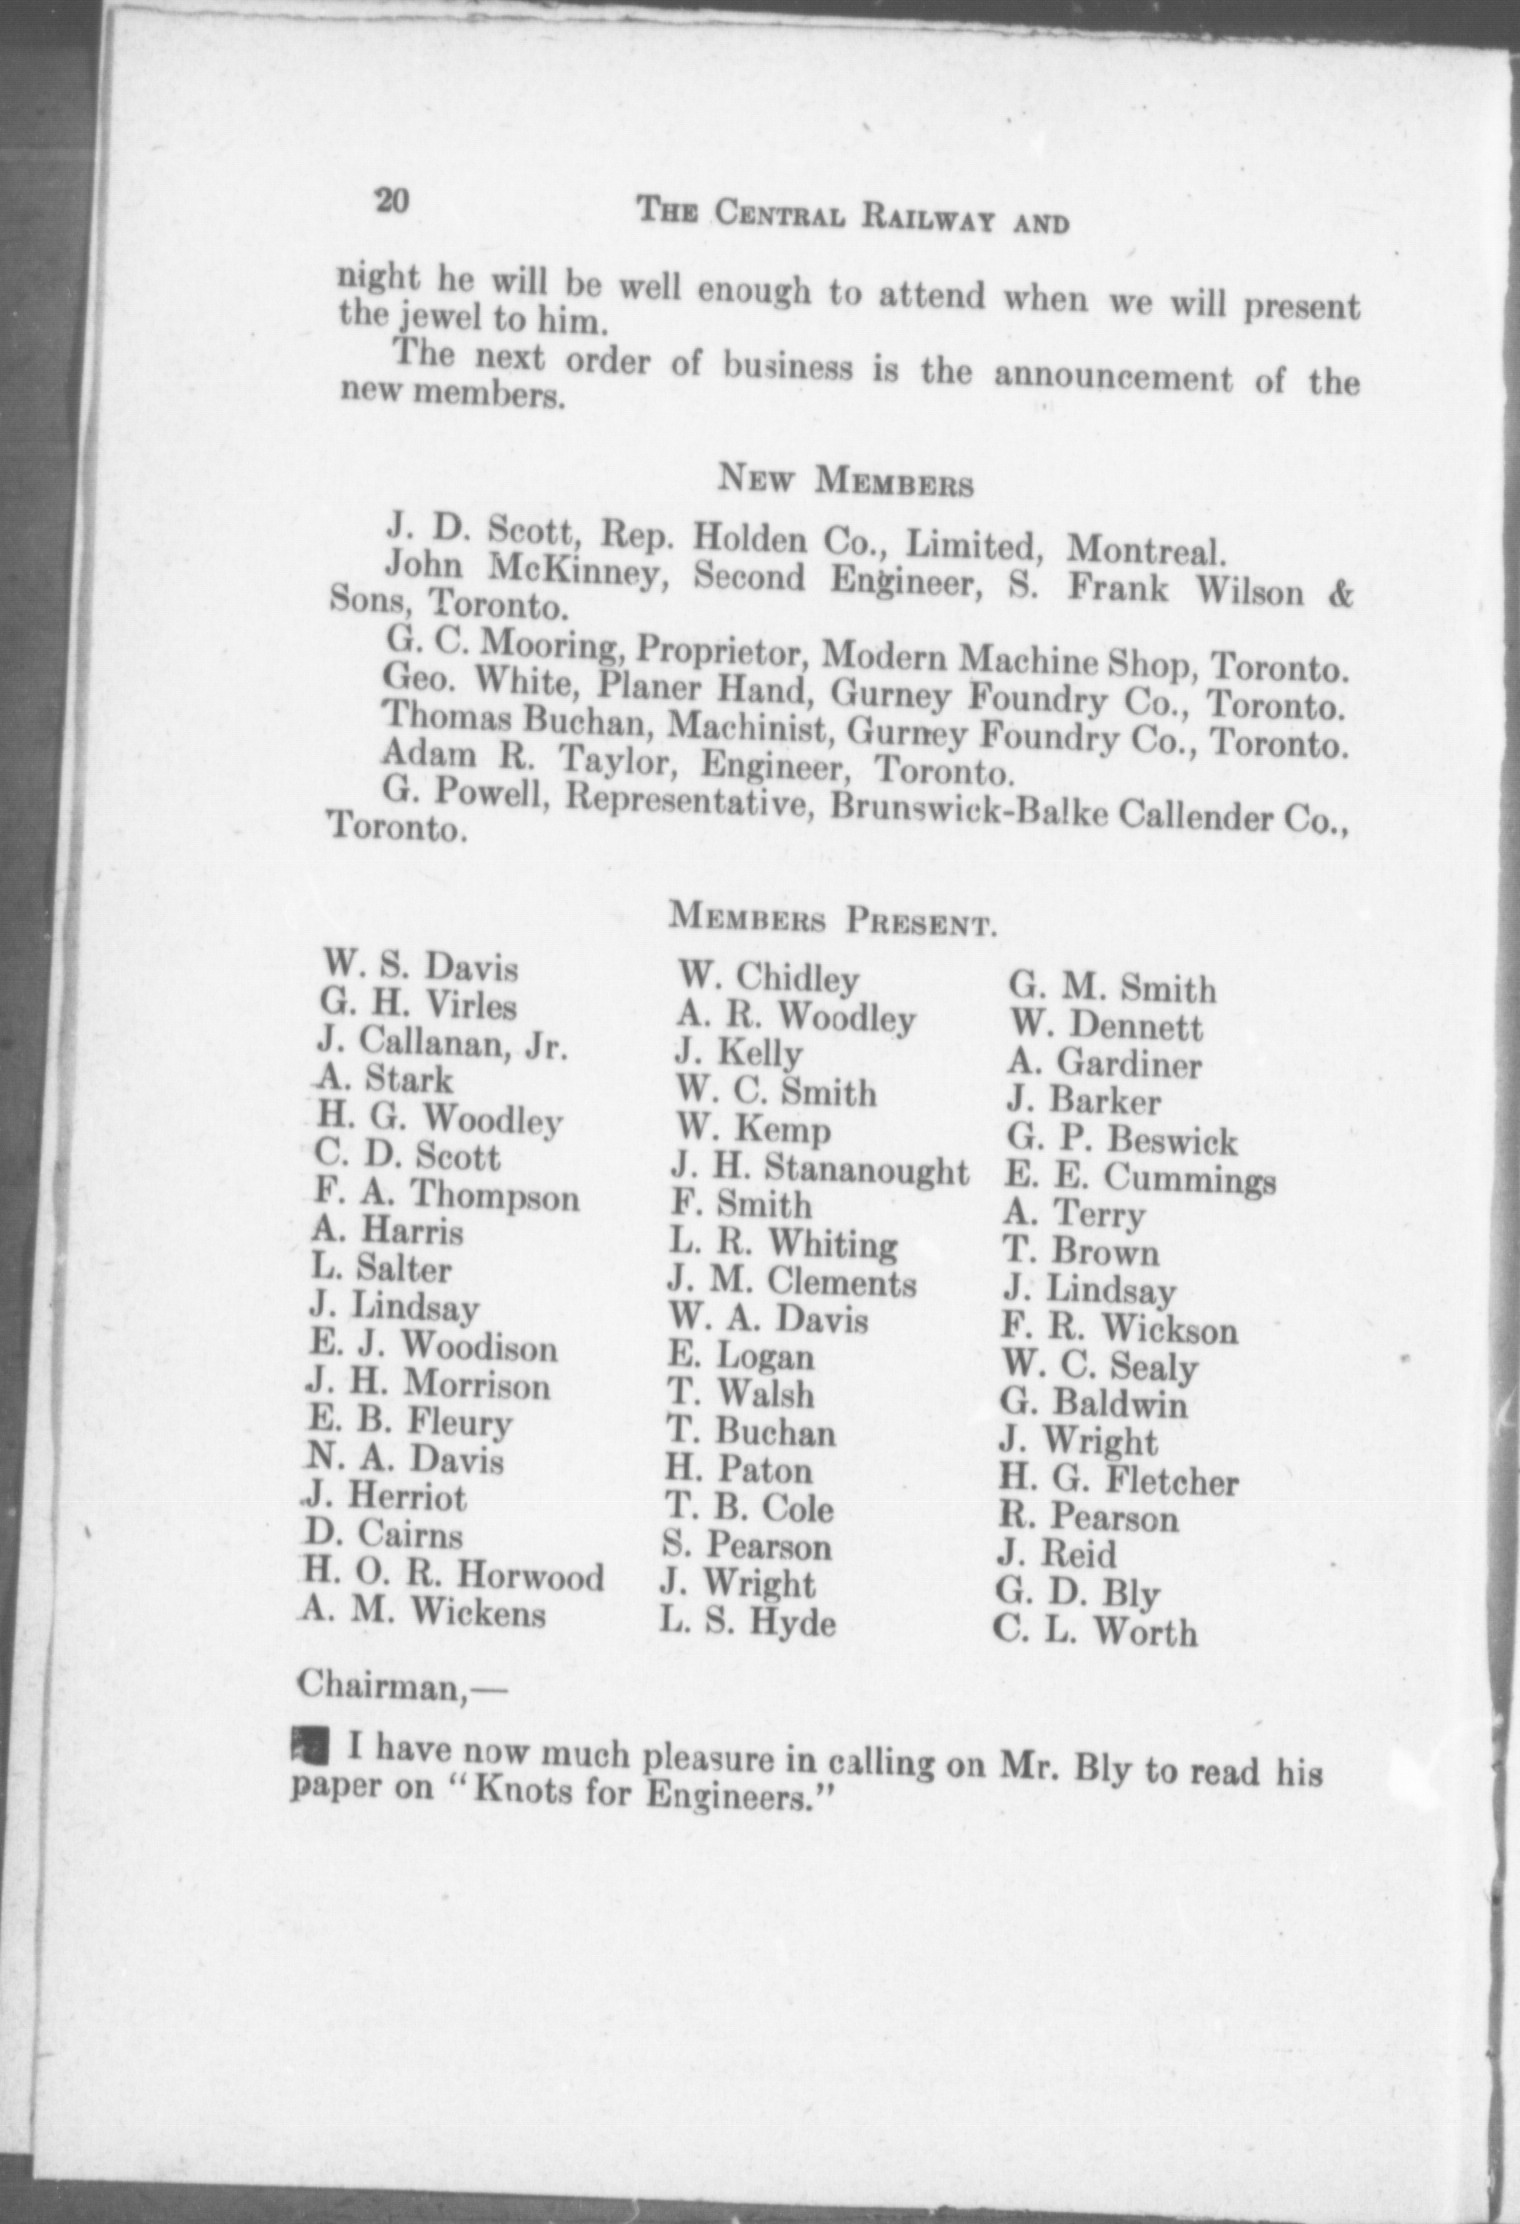 20 THE CENTRAL RAILWAY AND
night he will be well enough to attend when we will present
the jewel to him.
The next order of business is the announcement of the
new members.
NEW MEMBERS
J. D. Scott, Rep. Holden Co., Limited, Montreal.
John McKinney, Second Engineer, S. Frank Wilson &
Sons, Toronto.
G. C. Mooring, Proprietor, Modern Machine Shop, Toronto.
Geo. White, Planer Hand, Gurney Foundry Co., Toronto.
Thomas Buchan, Machinist, Gurney Foundry Co., Toronto.
Adam R. Taylor, Engineer, Toronto.
G. Powell, Representative, Brunswick-Balke Callender Co.,
Toronto.
MEMBERS PRESENT.
W. S. Davis
G. H. Virles
J. Callanan, Jr.
A. Stark
H. G. Woodley
C. D. Scott
F. A. Thompson
A. Harris
L. Salter
J. Lindsay
E. J. Woodison
J. H. Morrison
E. B. Fleury
N. A. Davis
J. Herriot
D. Cairns
H. O. R. Horwood
A. M. Wickens
W. Chidley
A. R. Woodley
J. Kelly
W. C. Smith
W. Kemp
J. H. Stananought
F. Smith
L. R. Whiting
J. M. Clements
W. A. Davis
E. Logan
T. Walsh
T. Buchan
H. Paton
T. B. Cole
S. Pearson
J. Wright
L. S. Hyde
G. M. Smith
W. Dennett
A. Gardiner
J. Barker
G. P. Beswick
E. E. Cummings
A. Terry
T. Brown
J. Lindsay
F. R. Wickson
W. C. Sealy
G. Baldwin
J. Wright
H. G. Fletcher
R. Pearson
J. Reid
G. D. Bly
C. L. Worth
Chairman,—
I have now much pleasure in calling on Mr. Bly to read his
paper on "Knots for Engineers."